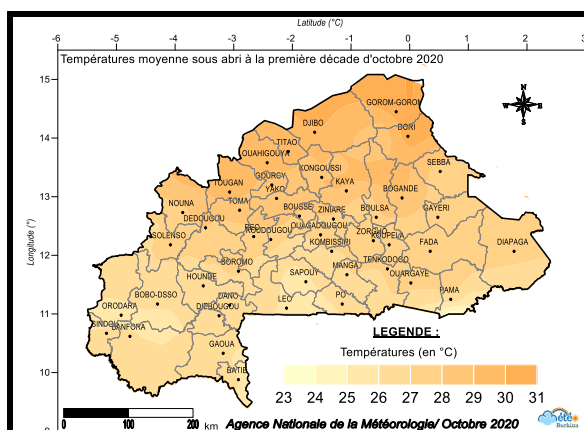 Latitude (°C)
-6 -5 -4 -3 -2 -1 0 1 2 3
Températures moyenne sous abri à la première décade d'octobre 2020
15
14
13
12
11
10
Longitude (°)
GOROM-GOROM
DJIBO
DORI
TITAO
OUAHIGOUYA
SEBBA
KONGOUSSI
GOURCY
TOUGAN
YAKO
KAYA
BOGANDE
NOUNA
TOMA
BOUSSE
ZINIARE
BOULSA
GAYERI
DEDOUGOU
REO
KOUDOUGOU
OUAGADOUGOU
ZORGHO
KOUPELA
SOLENSO
KOMBISSIRI
FADA
DIAPAGA
BOROMO
TENKODOGO
HOUNDE
SAPOUY
MANGA
OUARGAYE
BOBO-DSSO
DANO
LEO
PO
PAMA
ORODARA
DIEBOUGOU
SINDOU
BANFORA
GAOUA
BATIE
N
W E
S
LEGENDE :
Températures (en °C)
23 24 25 26 27 28 29 30 31
0 100 200 km
Agence Nationale de la Météorologie/ Octobre 2020
météo
Burkina